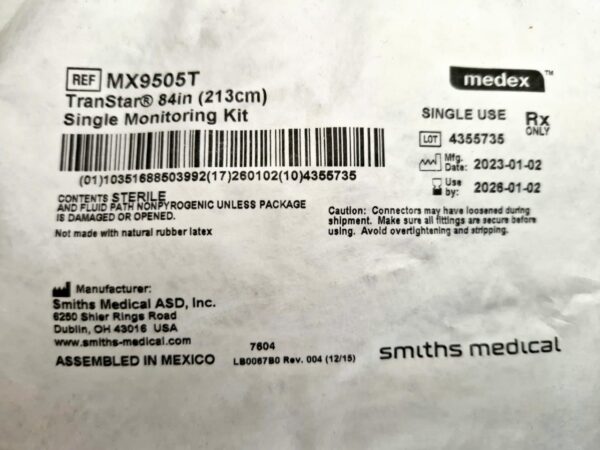 REF MX9505T
TranStar® 84in (213cm)
Single Monitoring Kit
(01)10351688503992(17)260102(10)4355735
CONTENTS STERILE
AND FLUID PATH NONPYROGENIC UNLESS PACKAGE
IS DAMAGED OR OPENED.
Not made with natural rubber latex
medex™
SINGLE USE Rx ONLY
LOT 4355735
Mfg. Date: 2023-01-02
Use by: 2026-01-02
Caution: Connectors may have loosened during
shipment. Make sure all fittings are secure before
using. Avoid overtightening and stripping.
Manufacturer:
Smiths Medical ASD, Inc.
6250 Shier Rings Road
Dublin, OH 43016 USA
www.smiths-medical.com
ASSEMBLED IN MEXICO
7604
LB0067B0 Rev. 004 (12/15)
smiths medical